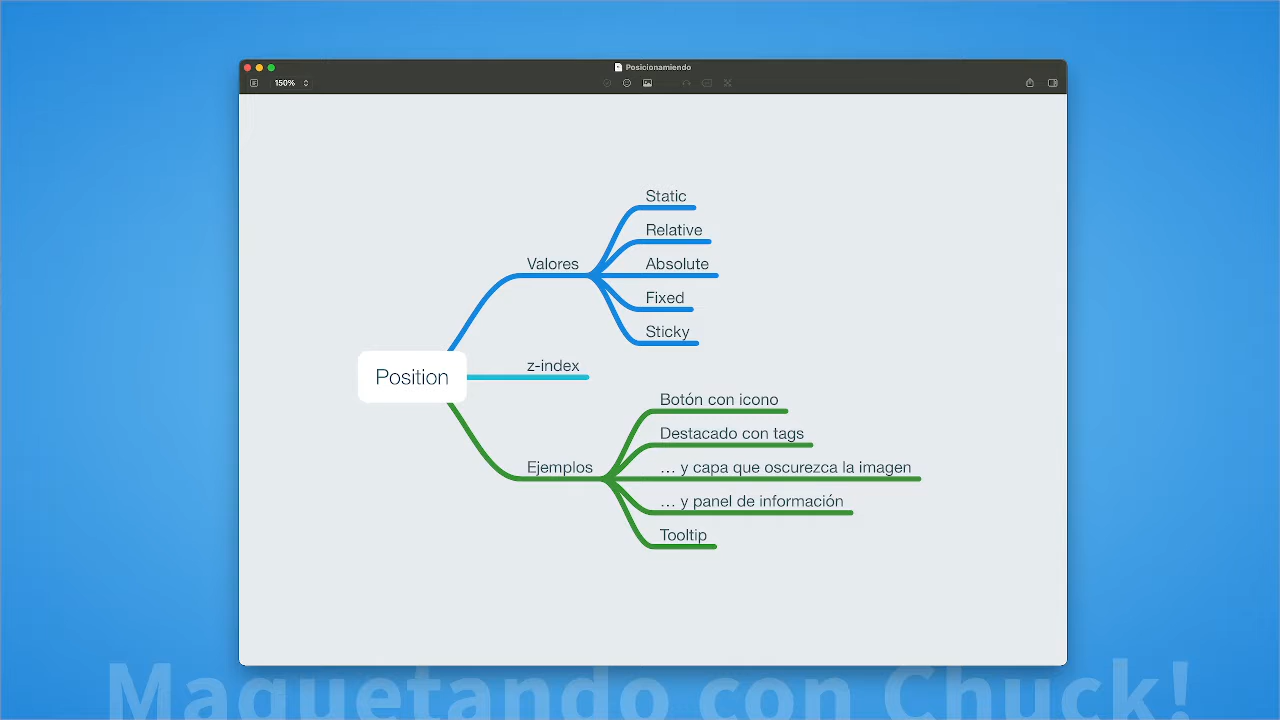 Posicionamiendo
150%
Static
Relative
Valores
Absolute
Fixed
Sticky
z-index
Position
Botón con icono
Destacado con tags
Ejemplos
... y capa que oscurezca la imagen
... y panel de información
Tooltip
Maquetando con Chuck!